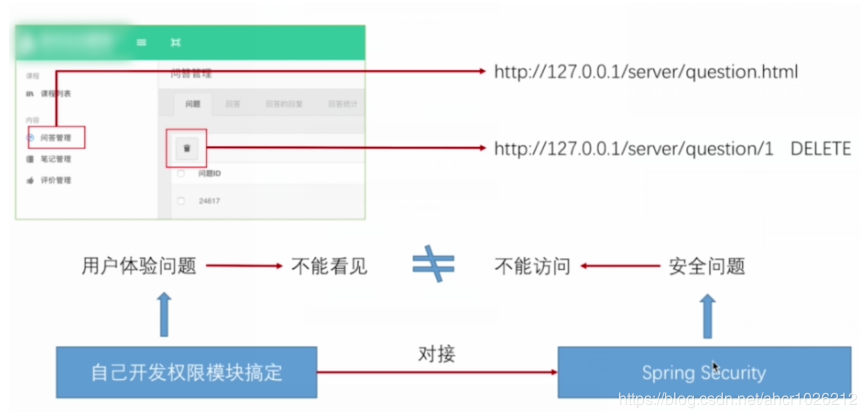 http://127.0.0.1/server/question.html
课程
问答管理
课程列表
问题
回答
回答的回复
回答统计
内容
问答管理
http://127.0.0.1/server/question/1 DELETE
笔记管理
问题ID
评价管理
24617
用户体验问题
不能看见
不能访问
安全问题
自己开发权限模块搞定
对接
Spring Security
https://blog.csdn.net/aher1026212